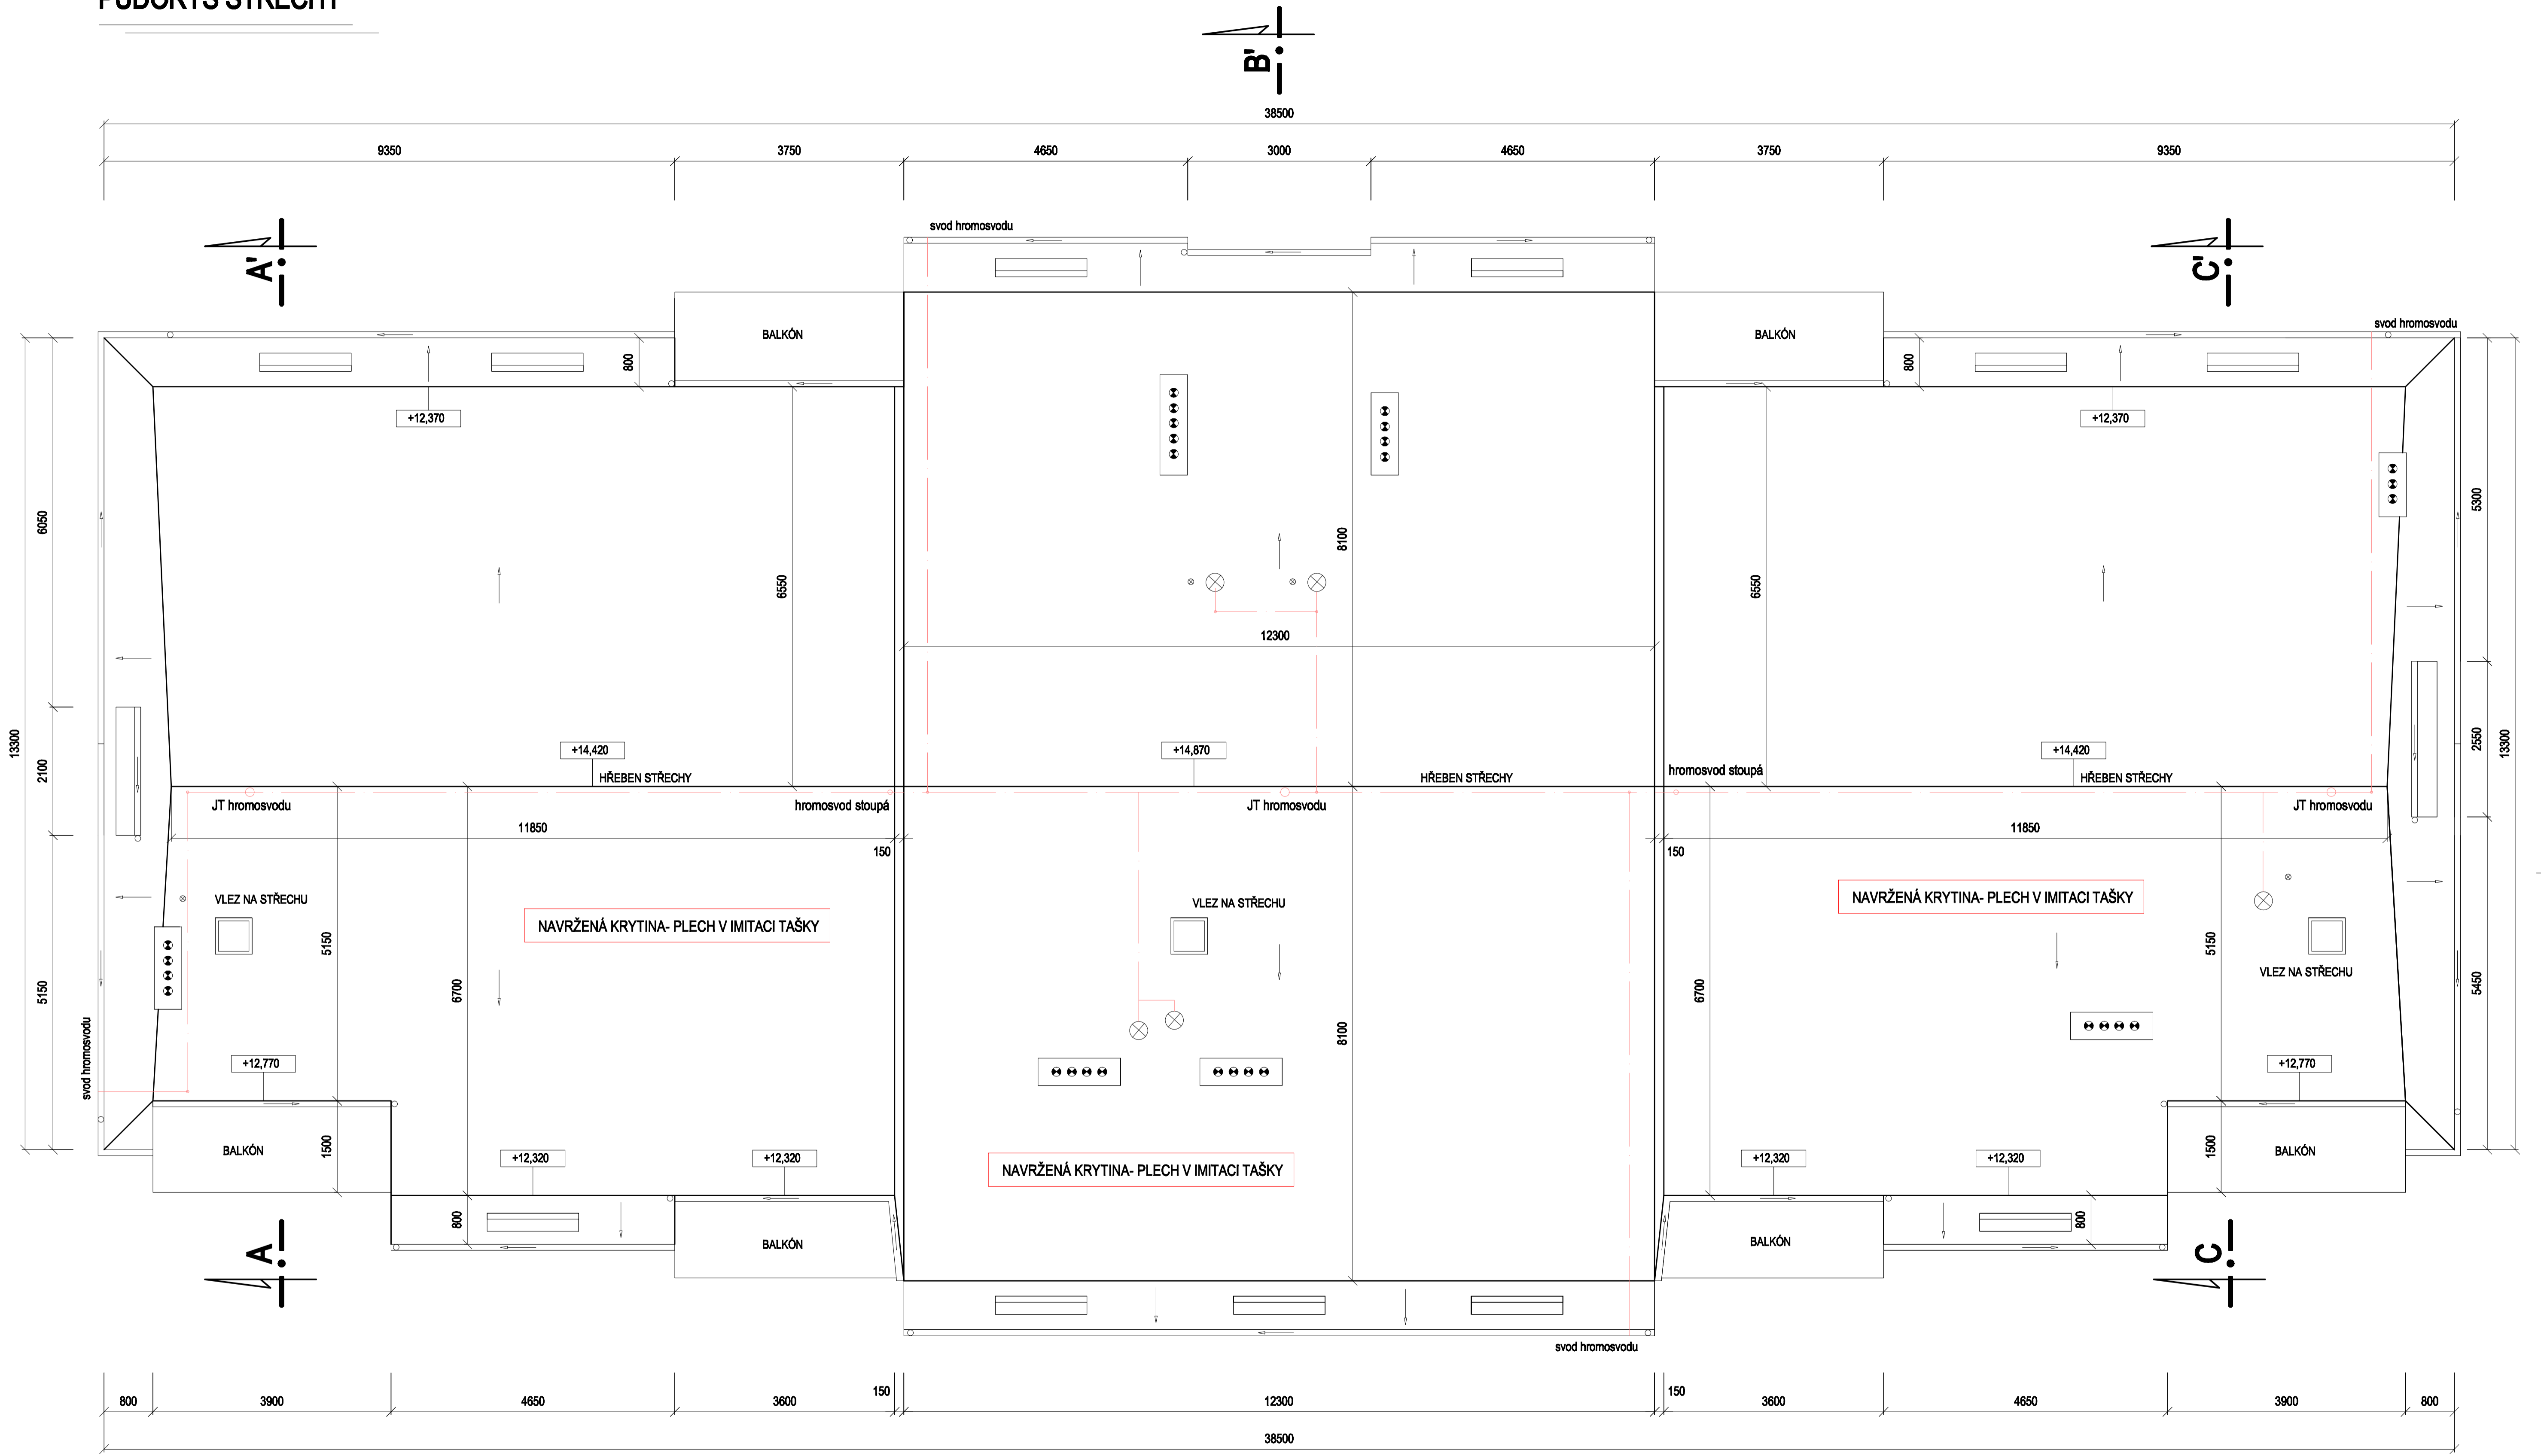 PŮDORYS STŘECHY
B'
38500
9350
3750
4650
3000
4650
3750
9350
svod hromosvodu
A'
C'
svod hromosvodu
BALKÓN
BALKÓN
800
800
+12,370
+12,370
6050
5300
8100
6550
6550
12300
13300
2100
2550
13300
+14,420
+14,870
+14,420
HŘEBEN STŘECHY
HŘEBEN STŘECHY
hromosvod stoupá
HŘEBEN STŘECHY
JT hromosvodu
hromosvod stoupá
JT hromosvodu
JT hromosvodu
11850
11850
150
150
VLEZ NA STŘECHU
VLEZ NA STŘECHU
NAVRŽENÁ KRYTINA- PLECH V IMITACI TAŠKY
NAVRŽENÁ KRYTINA- PLECH V IMITACI TAŠKY
5150
5150
VLEZ NA STŘECHU
5150
6700
6700
5450
8100
svod hromosvodu
+12,770
+12,770
BALKÓN
1500
1500
BALKÓN
+12,320
+12,320
NAVRŽENÁ KRYTINA- PLECH V IMITACI TAŠKY
+12,320
+12,320
800
800
BALKÓN
BALKÓN
A
C
svod hromosvodu
800
3900
4650
3600
150
12300
150
3600
4650
3900
800
38500